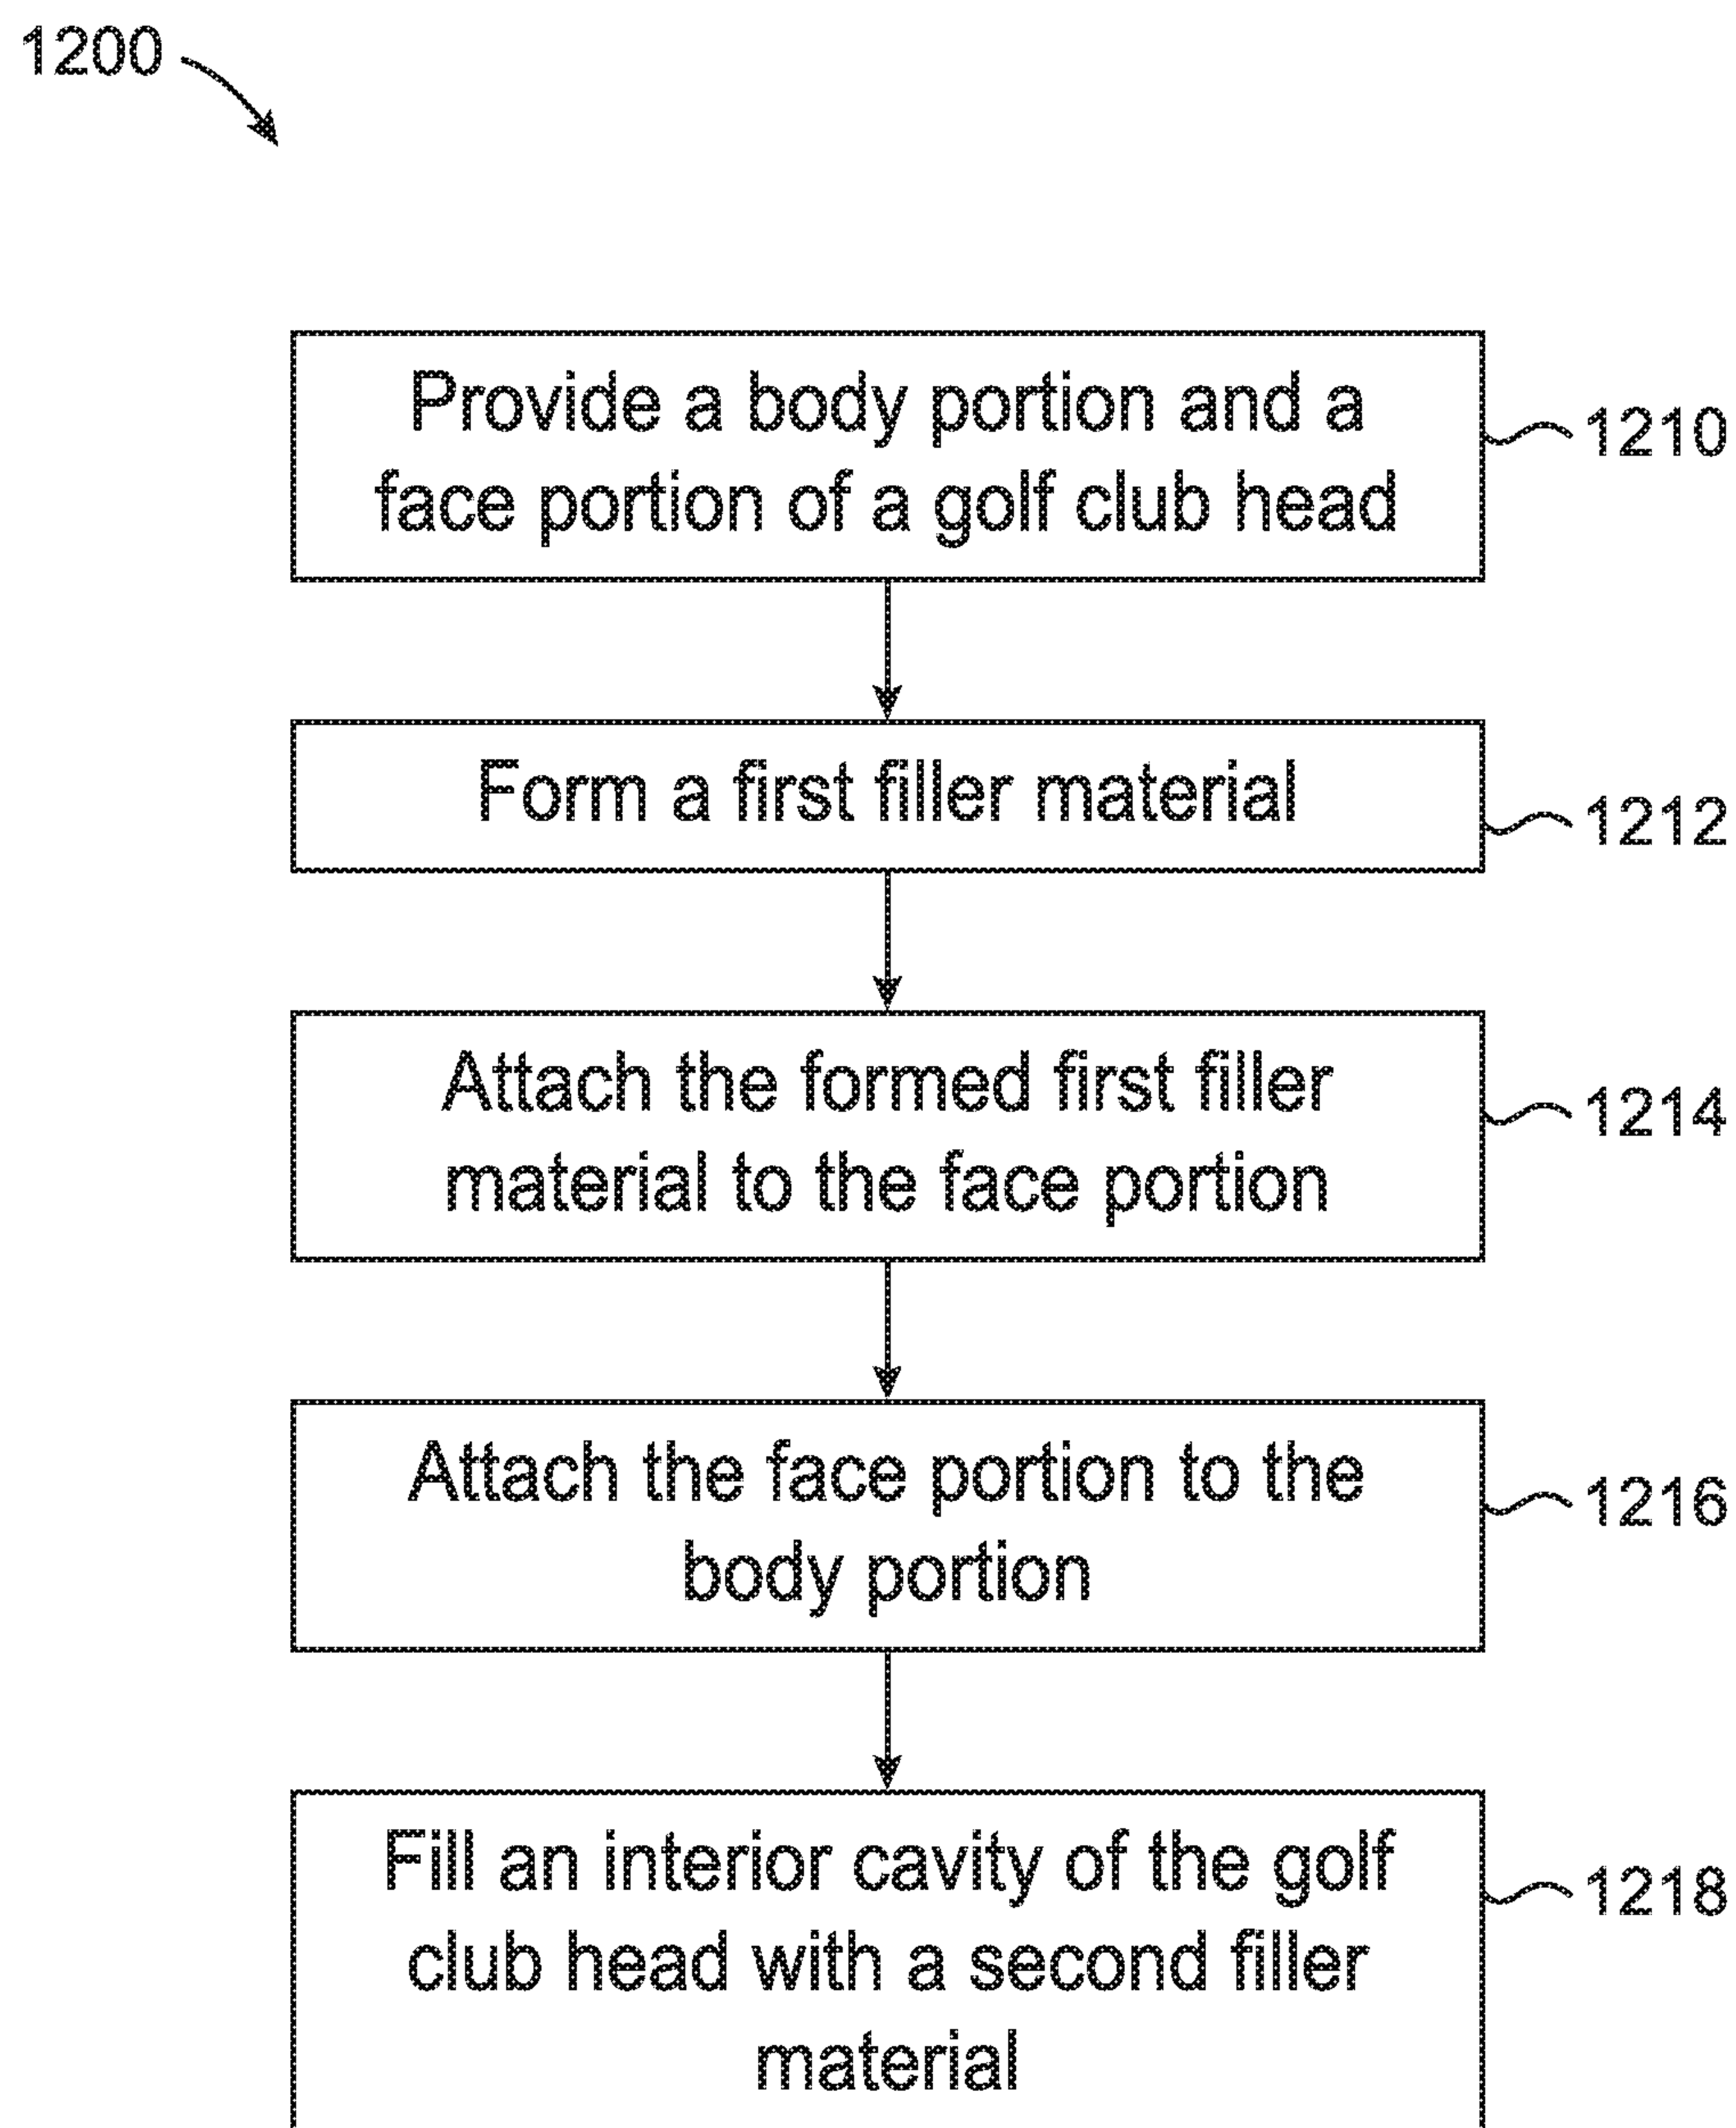 1200
Provide a body portion and a
face portion of a golf club head
1210
Form a first filler material
1212
Attach the formed first filler
material to the face portion
1214
Attach the face portion to the
body portion
1216
Fill an interior cavity of the golf
club head with a second filler
material
1218